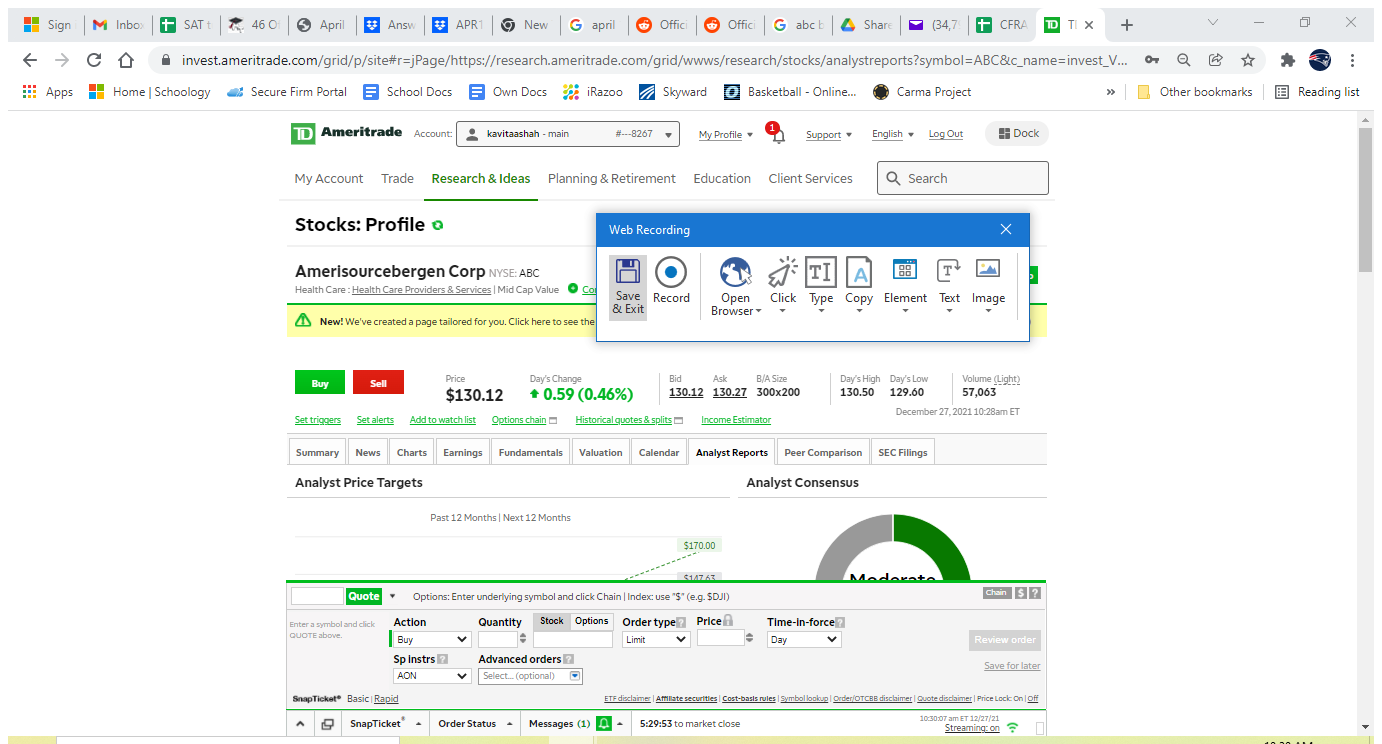 Sign
Inbox
SAT t
46 Of
April
Answ
APR1
New
april
Offici
Offici
abc b
Share
(34,7
CFRA
TD
invest.ameritrade.com/grid/p/site#r=jPage/https://research.ameritrade.com/grid/wwws/research/stocks/analystreports?symbol=ABC&c_name=invest_V...
Apps
Home | Schoology
Secure Firm Portal
School Docs
Own Docs
iRazoo
Skyward
Basketball - Online...
Carma Project
»
Other bookmarks
Reading list
TD Ameritrade
Account:
kavitaashah - main
#---8267
My Profile
1
Support
English
Log Out
Dock
My Account
Trade
Research & Ideas
Planning & Retirement
Education
Client Services
Search
Stocks: Profile
Web Recording
Save & Exit
Record
Open Browser
Click
Type
Copy
Element
Text
Image
Amerisourcebergen Corp NYSE: ABC
Health Care : Health Care Providers & Services | Mid Cap Value
Co
New! We've created a page tailored for you. Click here to see the
Buy
Sell
Price
$130.12
Day's Change
0.59 (0.46%)
Bid
130.12
Ask
130.27
B/A Size
300x200
Day's High
130.50
Day's Low
129.60
Volume (Light)
57,063
December 27, 2021 10:28am ET
Set triggers
Set alerts
Add to watch list
Options chain
Historical quotes & splits
Income Estimator
Summary
News
Charts
Earnings
Fundamentals
Valuation
Calendar
Analyst Reports
Peer Comparison
SEC Filings
Analyst Price Targets
Analyst Consensus
Past 12 Months | Next 12 Months
$170.00
$147.63
Moderate
Quote
Options: Enter underlying symbol and click Chain | Index: use "$" (e.g. $DJI)
Chain
$
?
Enter a symbol and click
QUOTE above.
Action
Buy
Quantity
Stock
Options
Order type
Limit
Price
Time-in-force
Day
Review order
Sp instrs
AON
Advanced orders
Select... (optional)
Save for later
SnapTicket® Basic | Rapid
ETF disclaimer | Affiliate securities | Cost-basis rules | Symbol lookup | Order/OTCBB disclaimer | Quote disclaimer | Price Lock: On | Off
SnapTicket®
Order Status
Messages (1)
5:29:53 to market close
10:30:07 am ET 12/27/21
Streaming: on